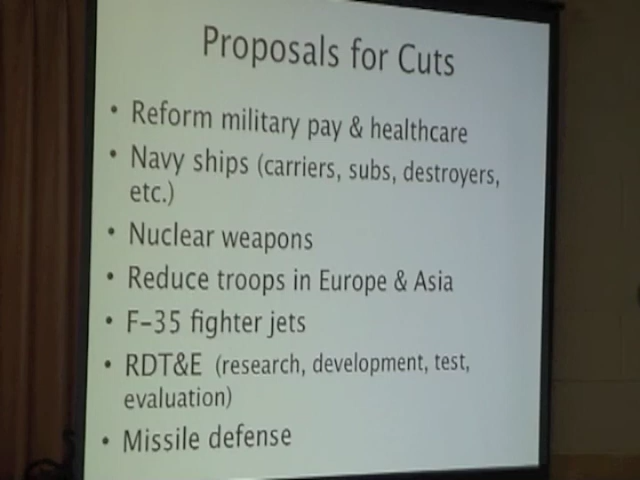 Proposals for Cuts
• Reform military pay & healthcare
• Navy ships (carriers, subs, destroyers,
etc.)
• Nuclear weapons
• Reduce troops in Europe & Asia
• F-35 fighter jets
• RDT&E (research, development, test,
evaluation)
• Missile defense